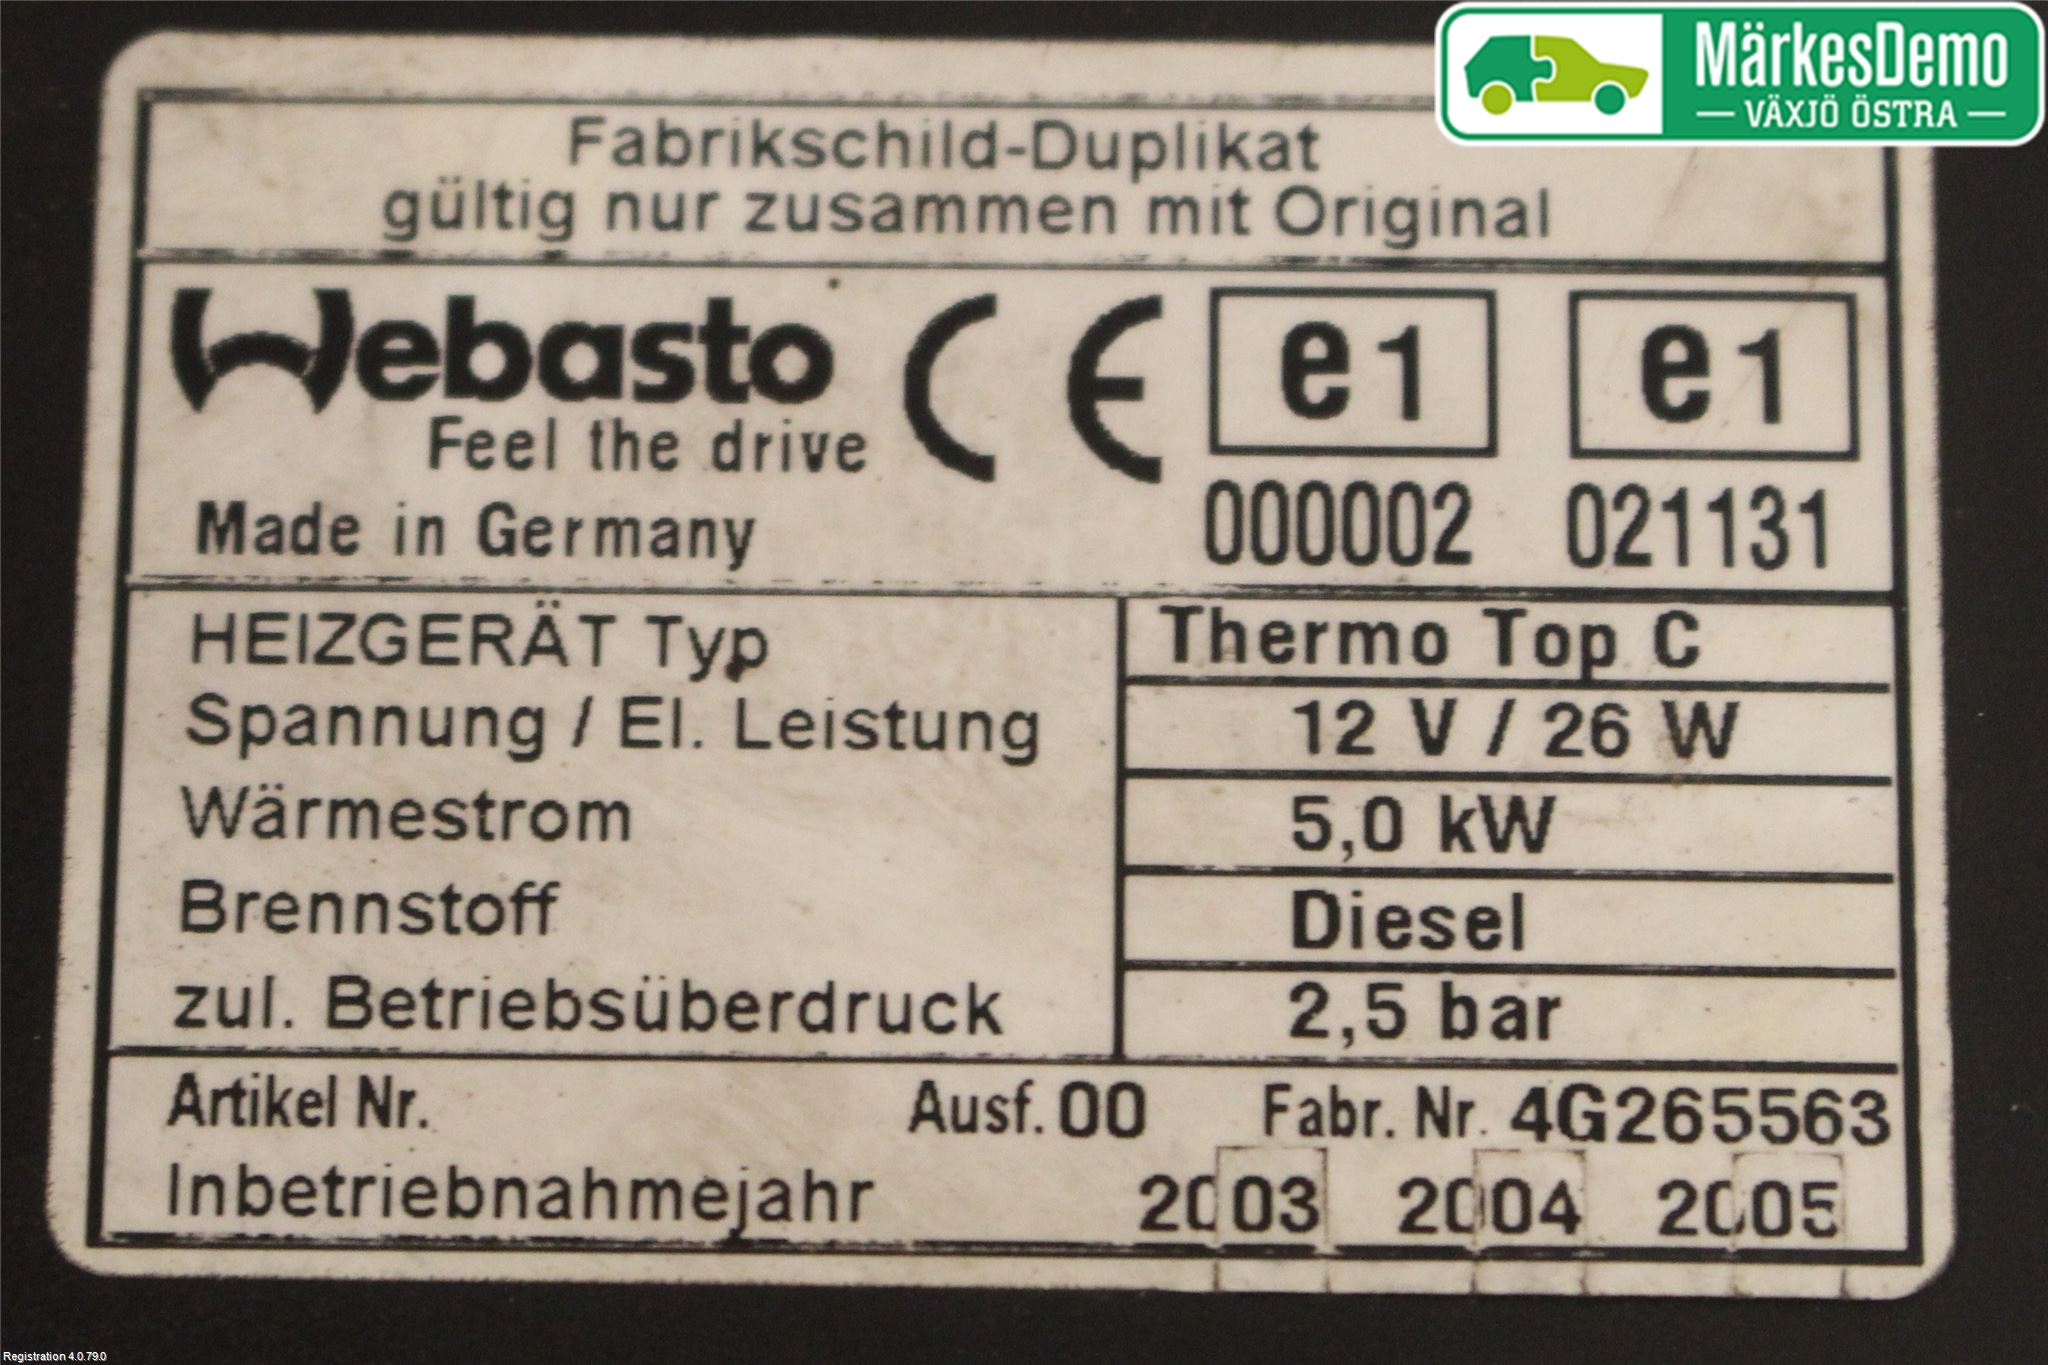 MärkesDemo
VÄXJÖ ÖSTRA
Fabrikschild-Duplikat
gültig nur zusammen mit Original
Webasto
Feel the drive
CE
e1
e1
Made in Germany
000002
021131
HEIZGERÄT Typ
Thermo Top C
Spannung / El. Leistung
12 V / 26 W
Wärmestrom
5,0 kW
Brennstoff
Diesel
zul. Betriebsüberdruck
2,5 bar
Artikel Nr. Ausf. 00 Fabr. Nr. 4G265563
Inbetriebnahmejahr 2003 2004 2005
Registration 4.0.79.0